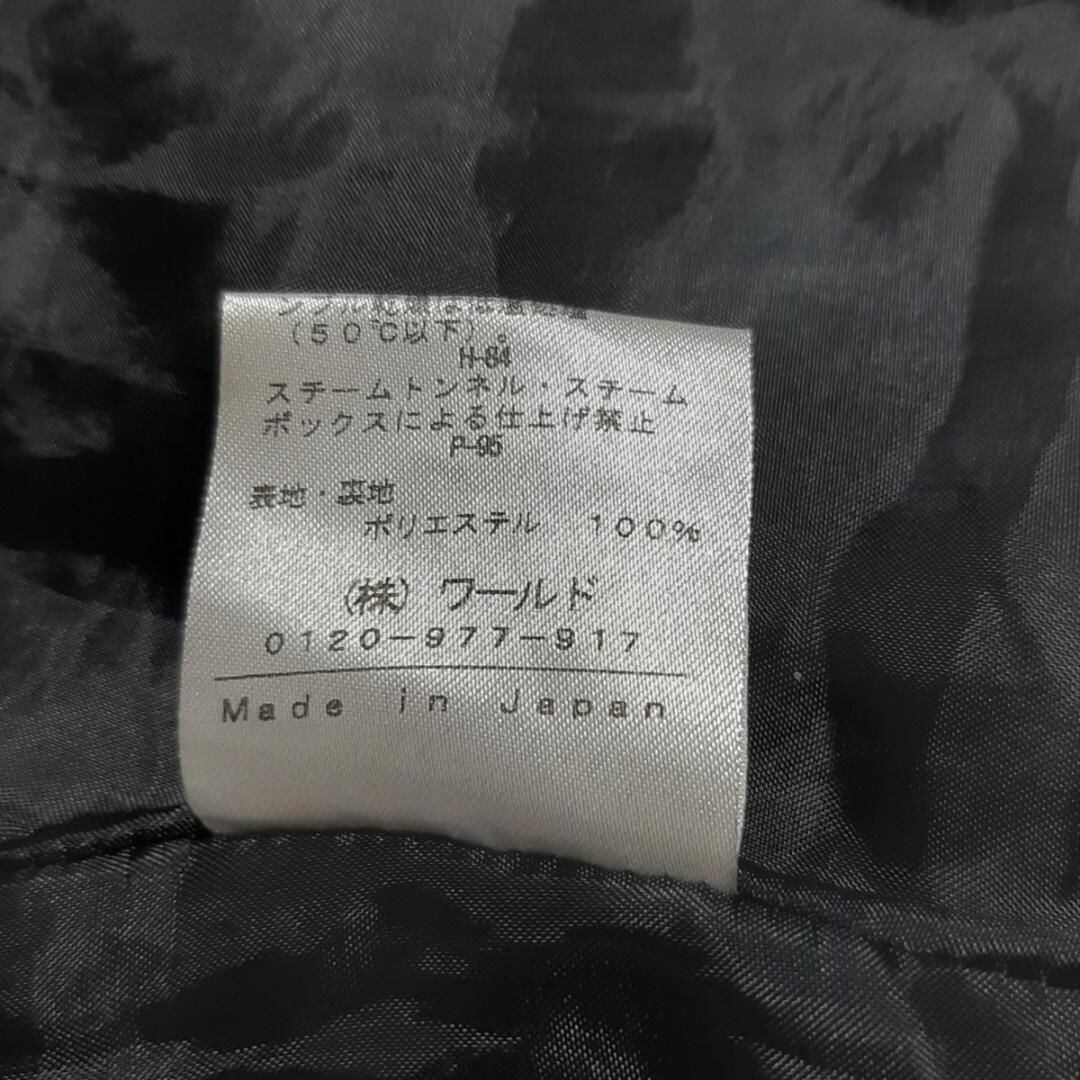 (50℃以下)。
H-84
スチームトンネル・スチーム
ボックスによる仕上げ禁止
P-95
表地・裏地
ポリエステル 100%
(株) ワールド
0120-977-917
Made in Japan